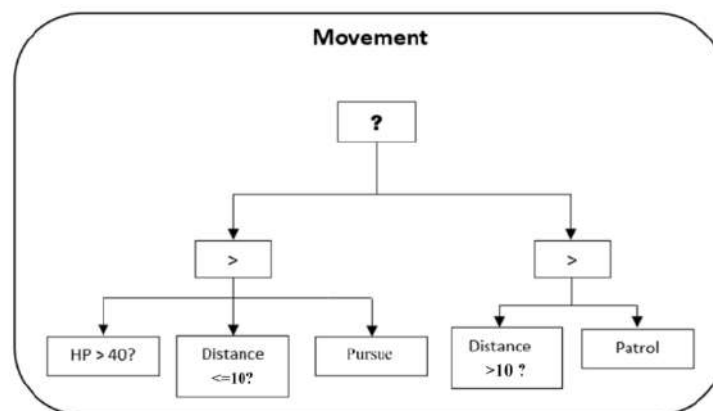 Movement
?
>
>
HP > 40?
Distance
<=10?
Pursue
Distance
>10 ?
Patrol